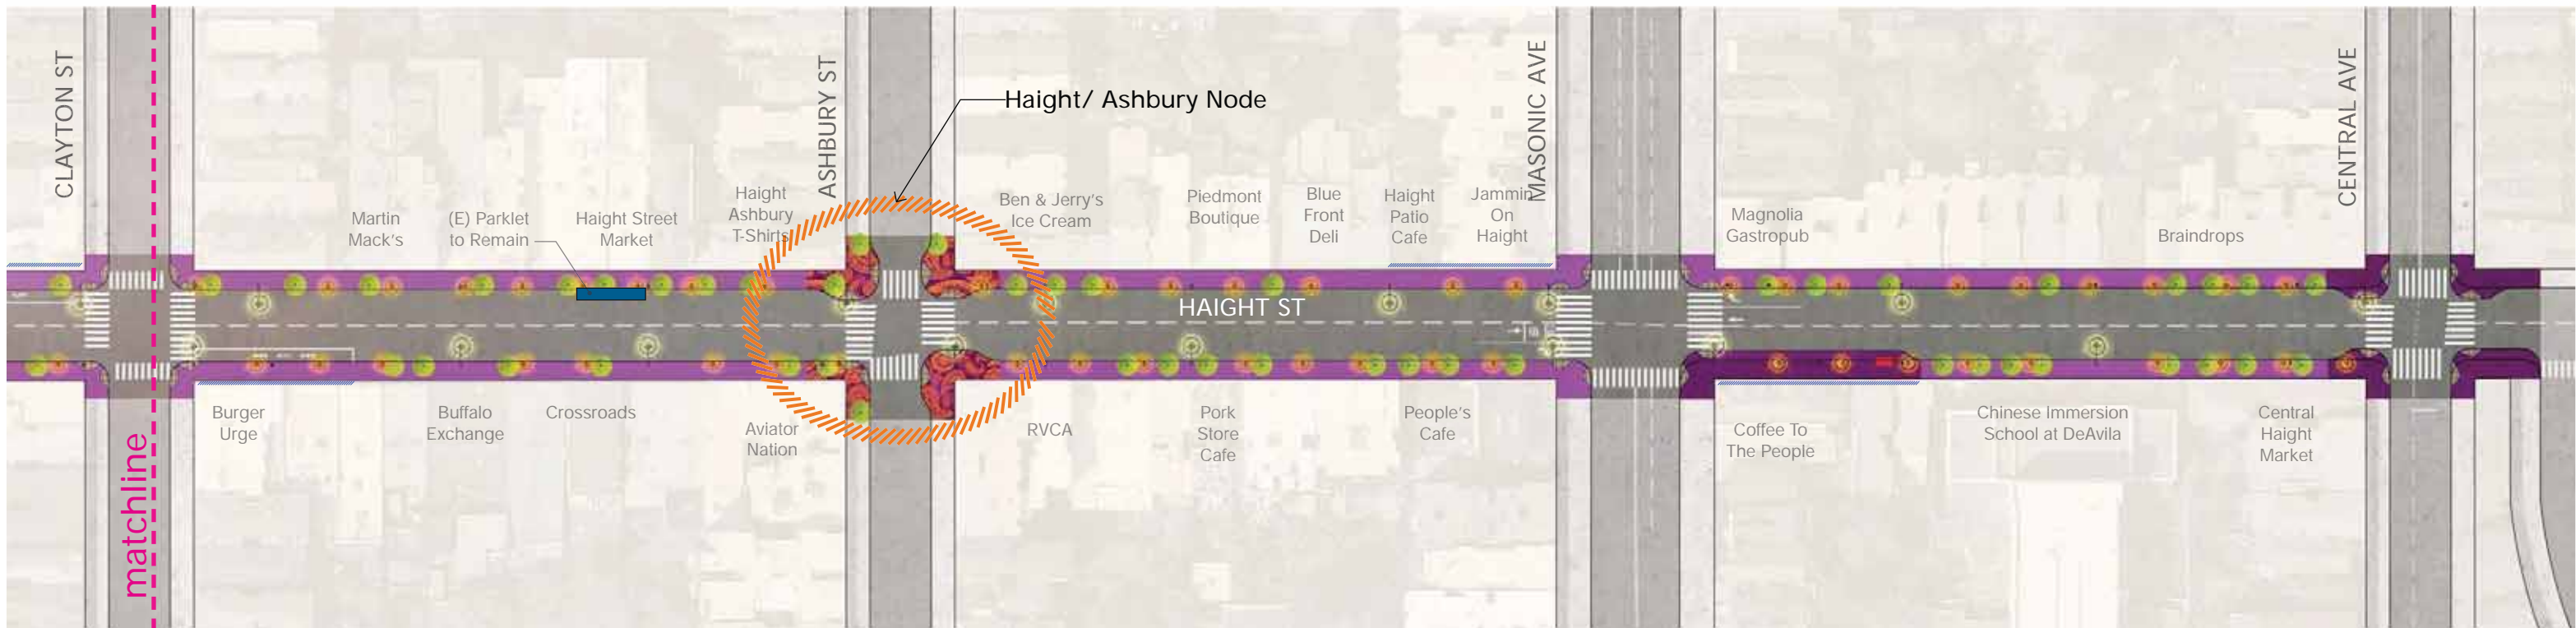 CLAYTON ST
ASHBURY ST
MASONIC AVE
CENTRAL AVE
Haight/ Ashbury Node
Martin
Mack's
(E) Parklet
to Remain
Haight Street
Market
Haight
Ashbury
T-Shirts
Ben & Jerry's
Ice Cream
Piedmont
Boutique
Blue
Front
Deli
Haight
Patio
Cafe
Jammin
On
Haight
Magnolia
Gastropub
Braindrops
HAIGHT ST
Burger
Urge
Buffalo
Exchange
Crossroads
Aviator
Nation
RVCA
Pork
Store
Cafe
People's
Cafe
Coffee To
The People
Chinese Immersion
School at DeAvila
Central
Haight
Market
matchline